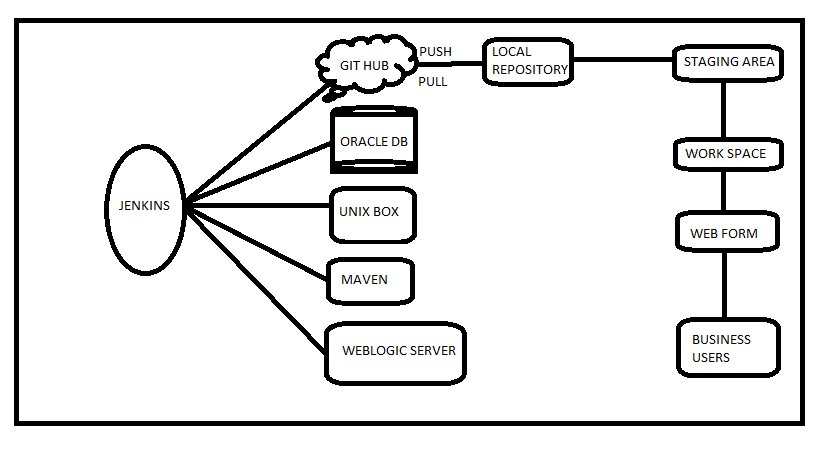 GIT HUB
PUSH
PULL
LOCAL
REPOSITORY
STAGING AREA
ORACLE DB
WORK SPACE
JENKINS
UNIX BOX
WEB FORM
MAVEN
WEBLOGIC SERVER
BUSINESS
USERS